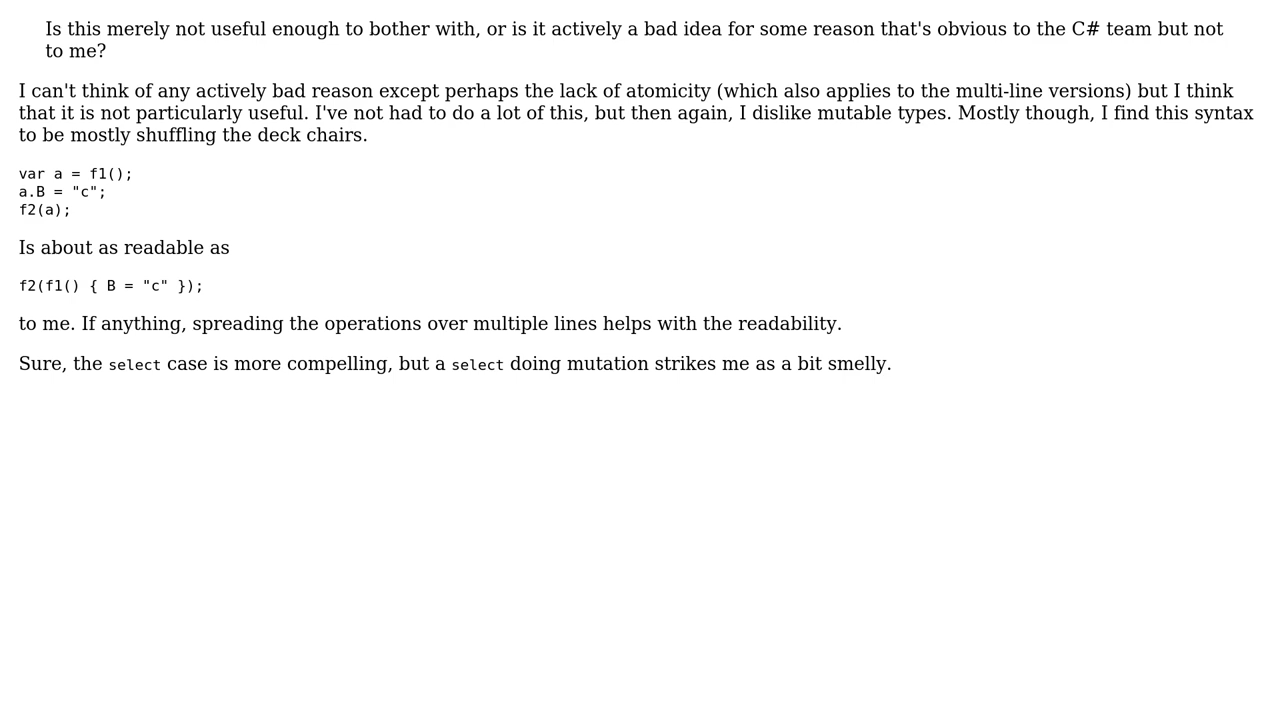 Is this merely not useful enough to bother with, or is it actively a bad idea for some reason that's obvious to the C# team but not
to me?
I can't think of any actively bad reason except perhaps the lack of atomicity (which also applies to the multi-line versions) but I think
that it is not particularly useful. I've not had to do a lot of this, but then again, I dislike mutable types. Mostly though, I find this syntax
to be mostly shuffling the deck chairs.
var a = f1();
a.B = "c";
f2(a);
Is about as readable as
f2(f1() { B = "c" });
to me. If anything, spreading the operations over multiple lines helps with the readability.
Sure, the select case is more compelling, but a select doing mutation strikes me as a bit smelly.